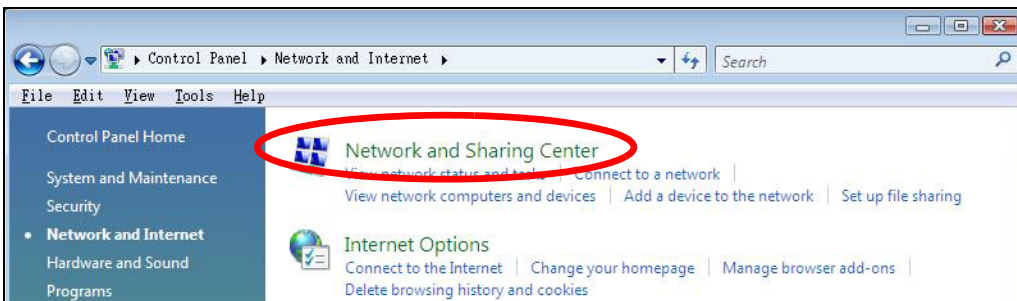 Control Panel Network and Internet Search
File Edit View Tools Help
Control Panel Home
System and Maintenance
Security
Network and Internet
Hardware and Sound
Programs
Network and Sharing Center
View network status and tasks Connect to a network
View network computers and devices Add a device to the network Set up file sharing
Internet Options
Connect to the Internet Change your homepage Manage browser add-ons
Delete browsing history and cookies